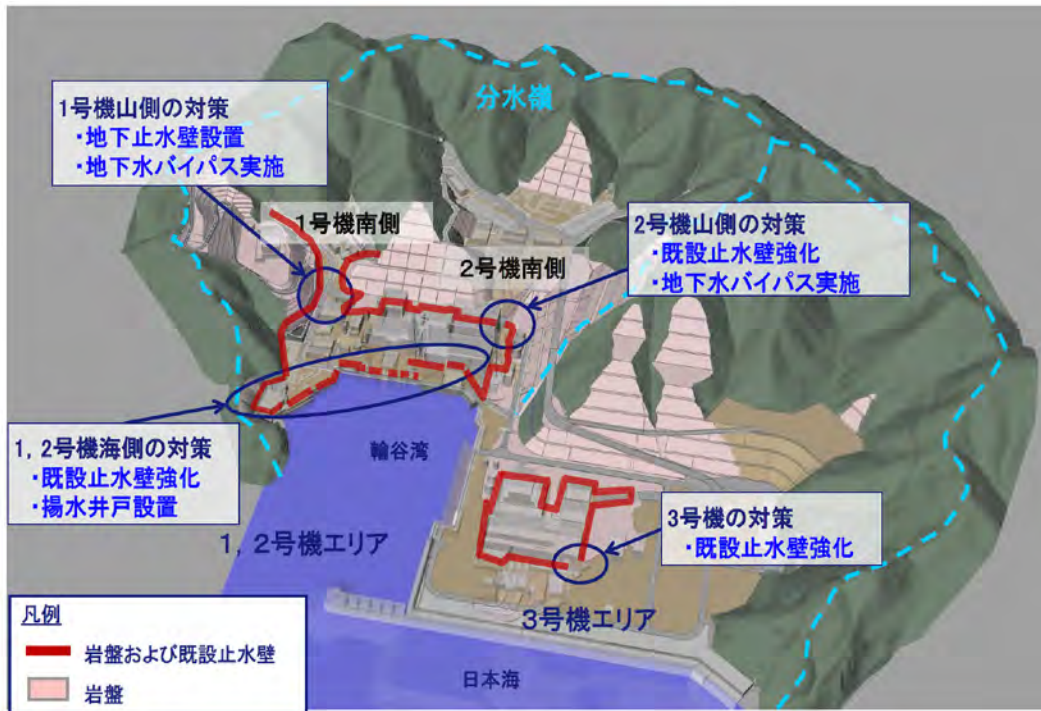 分水嶺
1号機山側の対策
・地下止水壁設置
・地下水バイパス実施
1号機南側
2号機南側
2号機山側の対策
・既設止水壁強化
・地下水バイパス実施
1,2号機海側の対策
・既設止水壁強化
・揚水井戸設置
輪谷湾
1,2号機エリア
3号機の対策
・既設止水壁強化
3号機エリア
日本海
凡例
岩盤および既設止水壁
岩盤